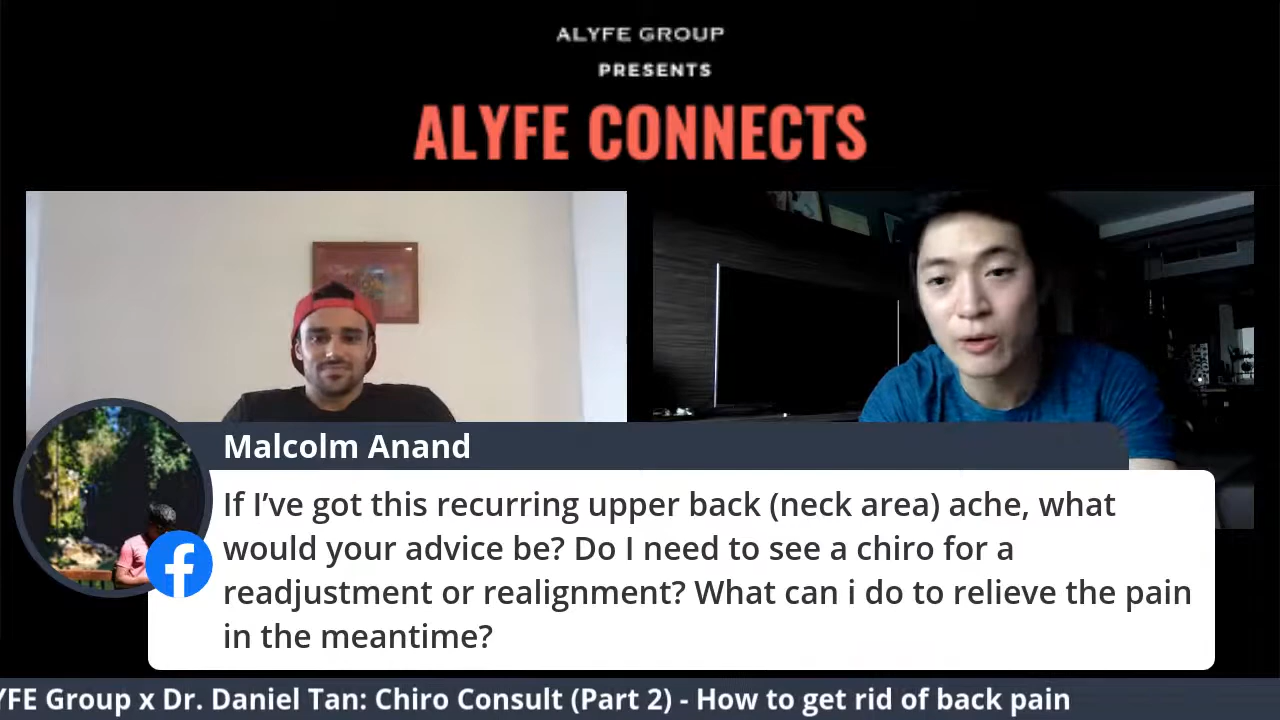 ALYFE GROUP
PRESENTS
ALYFE CONNECTS
Malcolm Anand
If I’ve got this recurring upper back (neck area) ache, what
would your advice be? Do I need to see a chiro for a
readjustment or realignment? What can i do to relieve the pain
in the meantime?
YFE Group x Dr. Daniel Tan: Chiro Consult (Part 2) - How to get rid of back pain